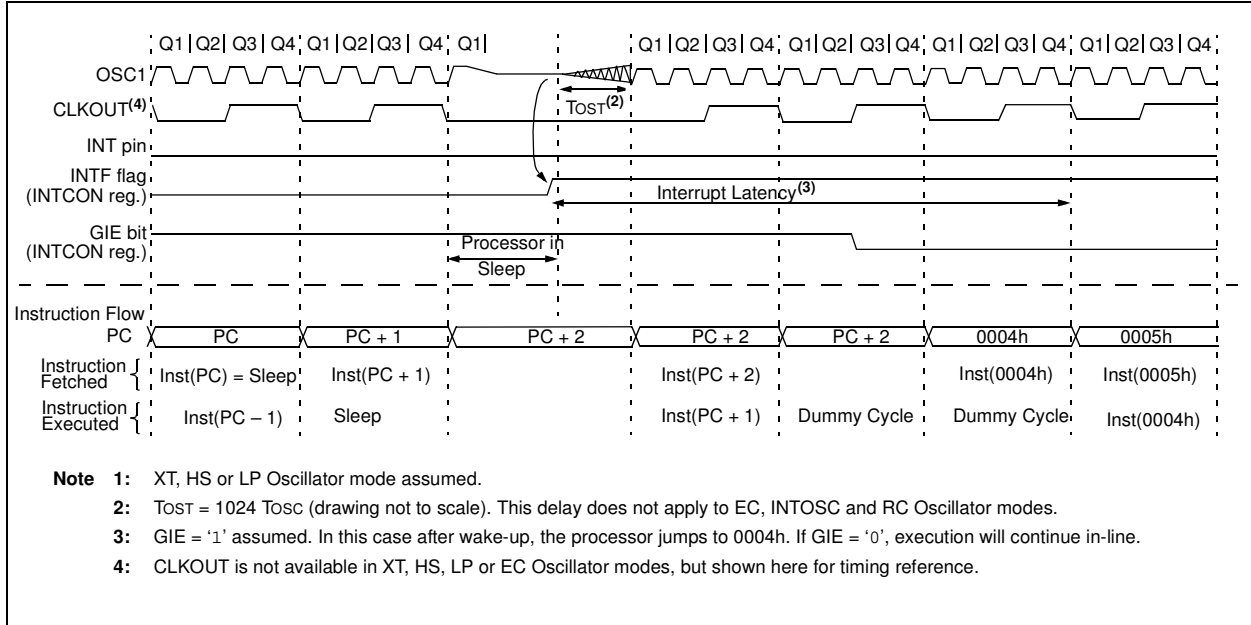 Q1 Q2 Q3 Q4 Q1 Q2 Q3 Q4 Q1 Q1 Q2 Q3 Q4 Q1 Q2 Q3 Q4 Q1 Q2 Q3 Q4 Q1 Q2 Q3 Q4
OSC1
TOST(2)
CLKOUT(4)
INT pin
INTF flag
(INTCON reg.)
Interrupt Latency(3)
GIE bit
(INTCON reg.)
Processor in
Sleep
Instruction Flow
PC PC PC + 1 PC + 2 PC + 2 PC + 2 0004h 0005h
Instruction
Fetched
Inst(PC) = Sleep Inst(PC + 1) Inst(PC + 2) Inst(0004h) Inst(0005h)
Instruction
Executed
Inst(PC – 1) Sleep Inst(PC + 1) Dummy Cycle Dummy Cycle Inst(0004h)
Note 1: XT, HS or LP Oscillator mode assumed.
2: TOST = 1024 TOSC (drawing not to scale). This delay does not apply to EC, INTOSC and RC Oscillator modes.
3: GIE = ‘1’ assumed. In this case after wake-up, the processor jumps to 0004h. If GIE = ‘0’, execution will continue in-line.
4: CLKOUT is not available in XT, HS, LP or EC Oscillator modes, but shown here for timing reference.